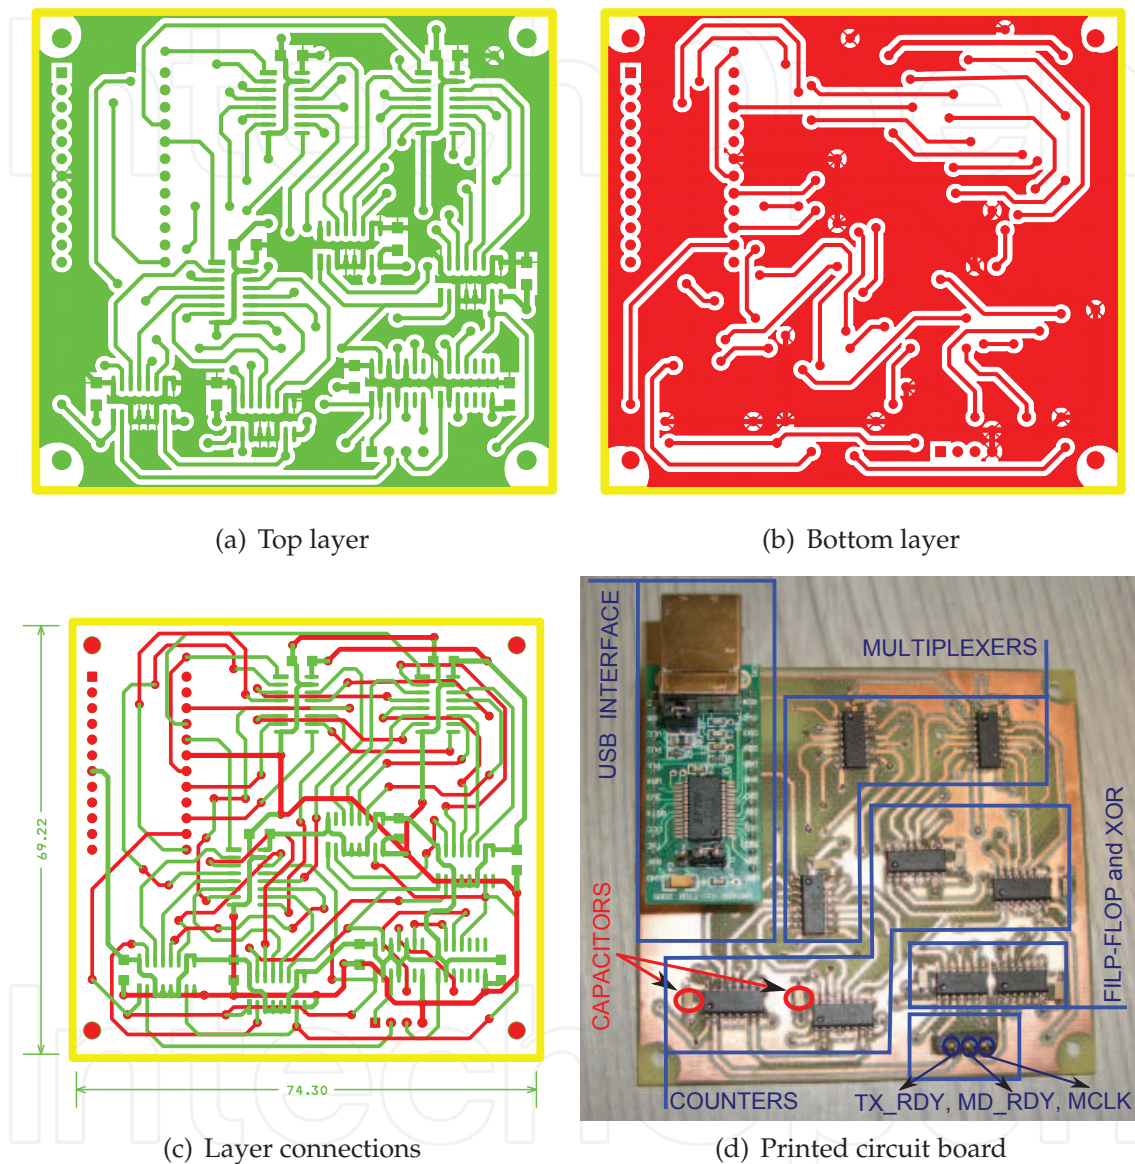 (a) Top layer
(b) Bottom layer
69.22
74.30
(c) Layer connections
USB INTERFACE
MULTIPLEXERS
CAPACITORS
FILP-FLOP and XOR
COUNTERS
TX_RDY, MD_RDY, MCLK
(d) Printed circuit board